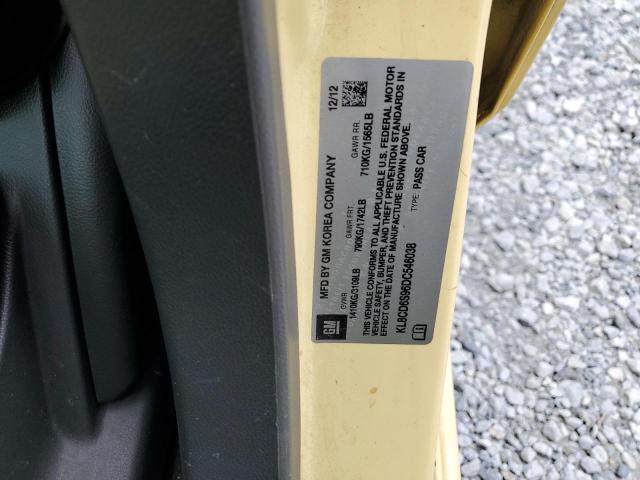 MFD BY GM KOREA COMPANY 12/12
GVWR GAWR FRT. GAWR RR.
1410KG/3109LB 790KG/1742LB 710KG/1565LB
THIS VEHICLE CONFORMS TO ALL APPLICABLE U.S. FEDERAL MOTOR
VEHICLE SAFETY, BUMPER, AND THEFT PREVENTION STANDARDS IN
EFFECT ON THE DATE OF MANUFACTURE SHOWN ABOVE.
KL8CD6S96DC546038 TYPE: PASS CAR
GM